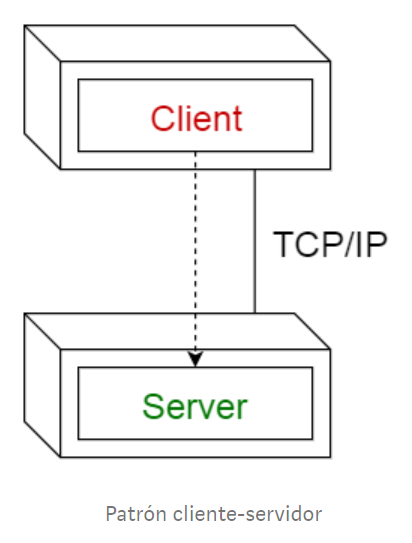 Client
TCP/IP
Server
Patrón cliente-servidor